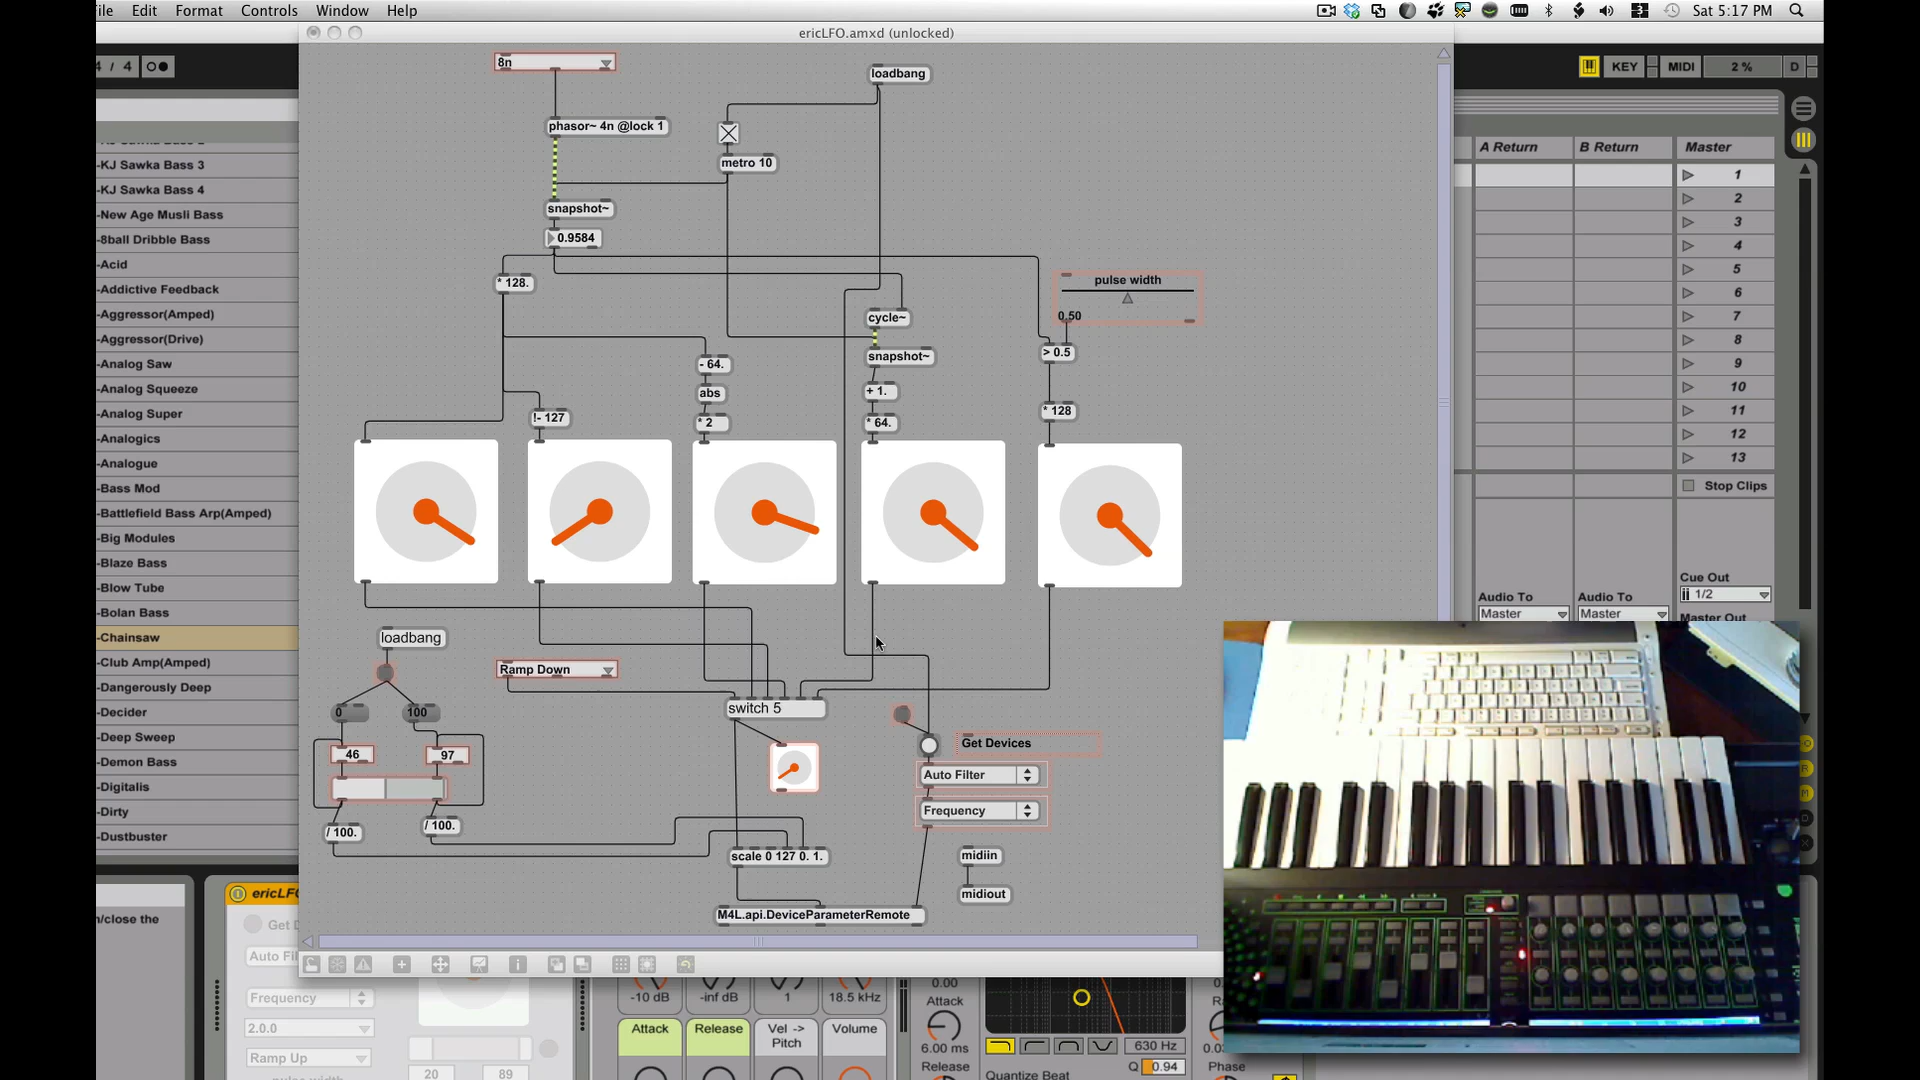 ile Edit Format Controls Window Help
Sat 5:17 PM
ericLFO.amxd (unlocked)
4 / 4
KEY
MIDI
2 %
D
8n
loadbang
phasor~ 4n @lock 1
metro 10
snapshot~
0.9584
* 128.
pulse width
0.50
cycle~
snapshot~
> 0.5
- 64.
abs
* 2
+ 1.
* 64.
* 128
!- 127
loadbang
Ramp Down
0
100
46
97
/ 100.
/ 100.
switch 5
Get Devices
Auto Filter
Frequency
scale 0 127 0. 1.
midiin
midiout
M4L.api.DeviceParameterRemote
-KJ Sawka Bass 3
-KJ Sawka Bass 4
-New Age Musli Bass
-8ball Dribble Bass
-Acid
-Addictive Feedback
-Aggressor(Amped)
-Aggressor(Drive)
-Analog Saw
-Analog Squeeze
-Analog Super
-Analogics
-Analogue
-Bass Mod
-Battlefield Bass Arp(Amped)
-Big Modules
-Blaze Bass
-Blow Tube
-Bolan Bass
-Chainsaw
-Club Amp(Amped)
-Dangerously Deep
-Decider
-Deep Sweep
-Demon Bass
-Digitalis
-Dirty
-Dustbuster
A Return
B Return
Master
1
2
3
4
5
6
7
8
9
10
11
12
13
Stop Clips
Cue Out
1/2
Audio To
Audio To
Master
Master
Master Out
n/close the
ericLFO
Get D
Auto Fil
Frequency
2.0.0
Ramp Up
20
89
-10 dB
-inf dB
1
18.5 kHz
Attack
Release
Vel -> Pitch
Volume
0.00
Attack
6.00 ms
Release
630 Hz
Q
0.94
Quantize Beat
Phase